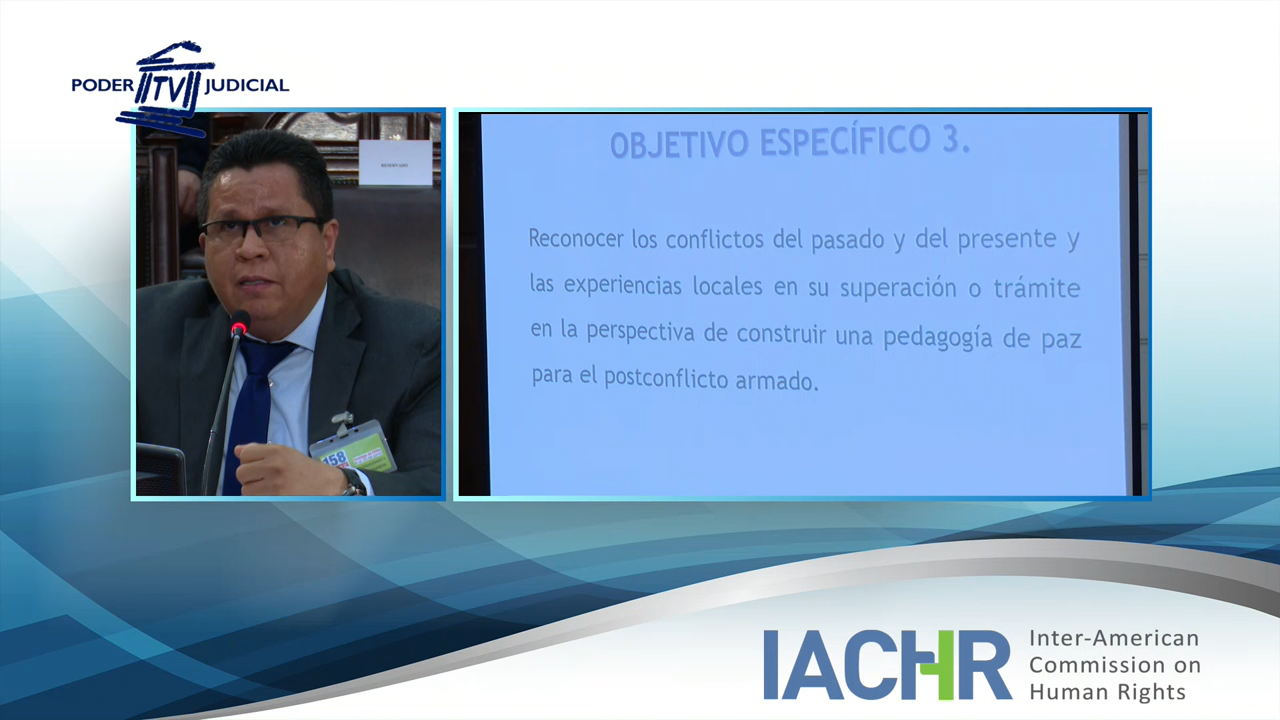 PODER TV JUDICIAL
RESERVADO
158
OBJETIVO ESPECÍFICO 3.
Reconocer los conflictos del pasado y del presente y
las experiencias locales en su superación o trámite
en la perspectiva de construir una pedagogía de paz
para el postconflicto armado.
IACHR
Inter-American
Commission on
Human Rights